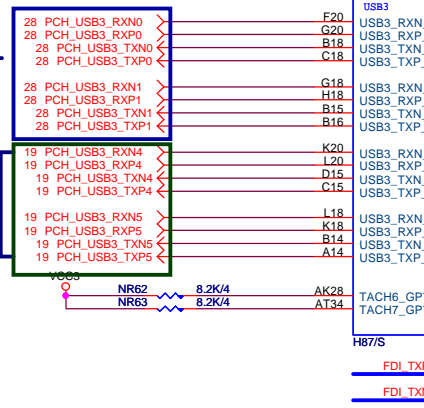 USB3
28 PCH_USB3_RXN0 F20 USB3_RXN
28 PCH_USB3_RXP0 G20 USB3_RXP
28 PCH_USB3_TXN0 B18 USB3_TXN
28 PCH_USB3_TXP0 C18 USB3_TXP
28 PCH_USB3_RXN1 G18 USB3_RXN
28 PCH_USB3_RXP1 H18 USB3_RXP
28 PCH_USB3_TXN1 B15 USB3_TXN
28 PCH_USB3_TXP1 B16 USB3_TXP
19 PCH_USB3_RXN4 K20 USB3_RXN
19 PCH_USB3_RXP4 L20 USB3_RXP
19 PCH_USB3_TXN4 D15 USB3_TXN
19 PCH_USB3_TXP4 C15 USB3_TXP
19 PCH_USB3_RXN5 L18 USB3_RXN
19 PCH_USB3_RXP5 K18 USB3_RXP
19 PCH_USB3_TXN5 B14 USB3_TXN
19 PCH_USB3_TXP5 A14 USB3_TXP
VCC3
NR62 8.2K/4 AK28 TACH6_GP
NR63 8.2K/4 AT34 TACH7_GP
H87/S
FDI_TX
FDI_TX